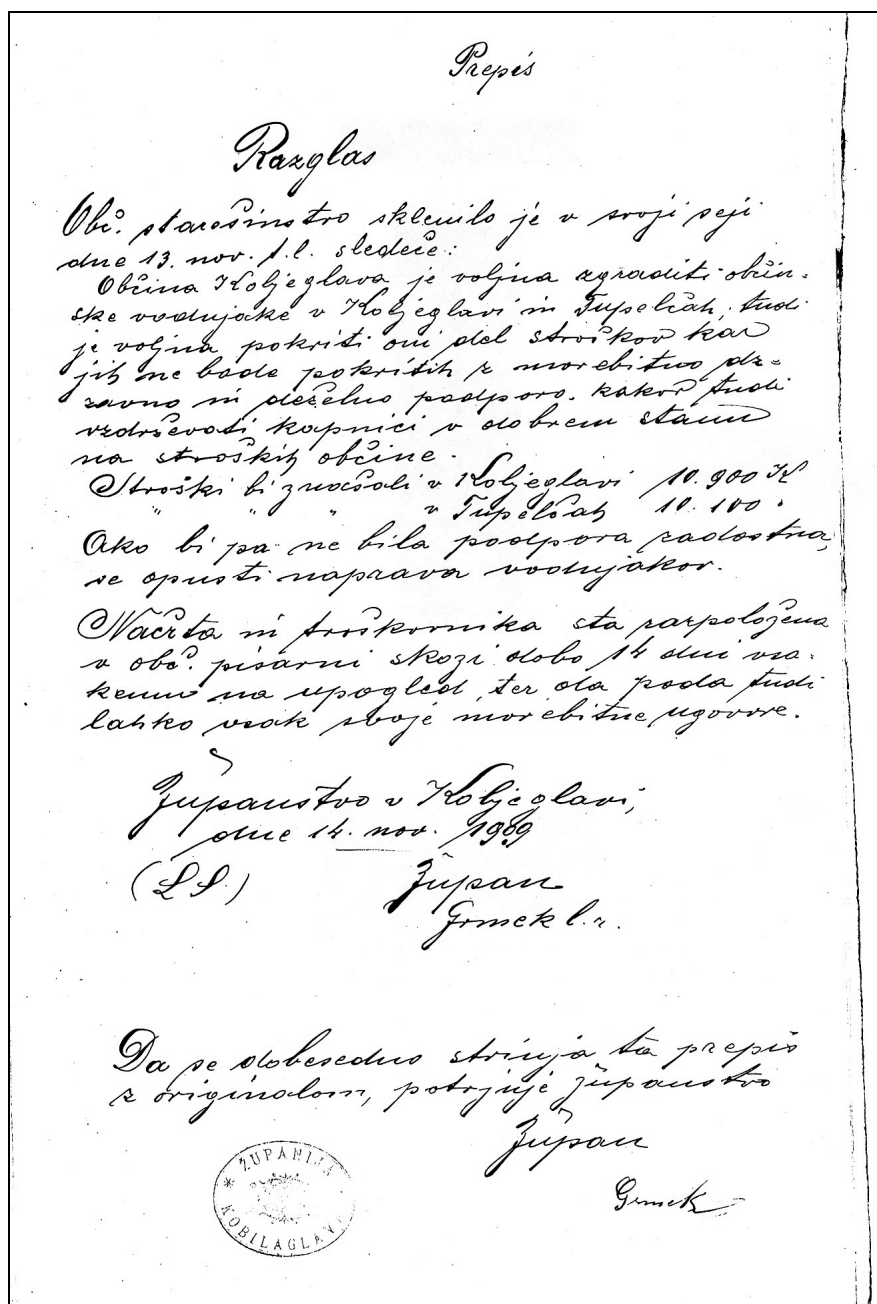 Prepis
Razglas
Obč. starešinstvo sklenilo je v svoji seji
dne 13. nov. t.l. sledeče:
Občina Kobjeglava je voljna zgraditi občin-
ske vodnjake v Kobjeglavi in Tupelčah, tudi
je voljna pokriti oni del stroškov kar
jih ne bode pokritih z morebitno dr-
žavno in deželno podporo. kakor tudi
vzdrževati kapnici v dobrem stanu
na stroških občine.
Stroški bi znašali v Kobjeglavi 10.900 K
" " " v Tupelčah 10.100 "
Ako bi pa ne bila podpora zadostna,
se opusti naprava vodnjakov.
Načrta in troškovnika sta razpoložena
v obč. pisarni skozi dobo 14 dni vsa-
kemu na vpogled, ter da poda tudi
lahko vsak svoje morebitne ugovore.
Županstvo v Kobjeglavi,
dne 14. nov. 1909
(L S.) Župan
Grmek l. r.
Da se dobesedno strinja ta prepis
z originalom, potrjuje županstvo
Župan
Grmek
* ŽUPANIJA *
KOBILAGLAVA